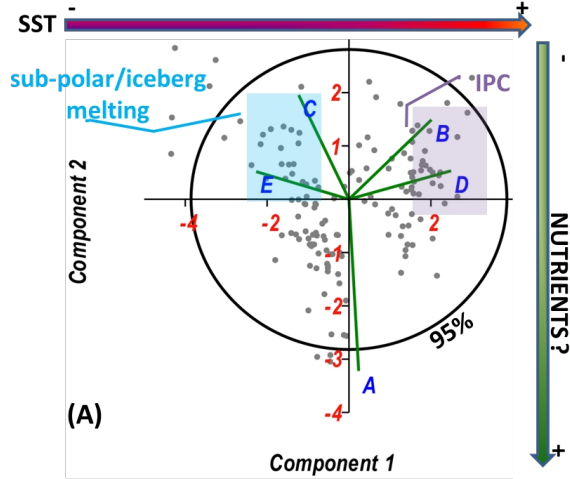 SST - +
sub-polar/iceberg
melting
IPC
-
2
C
B
1
E
D
-4 -2 2
Component 2
-1
NUTRIENTS?
-2
95%
-3
A
(A)
-4
+
Component 1